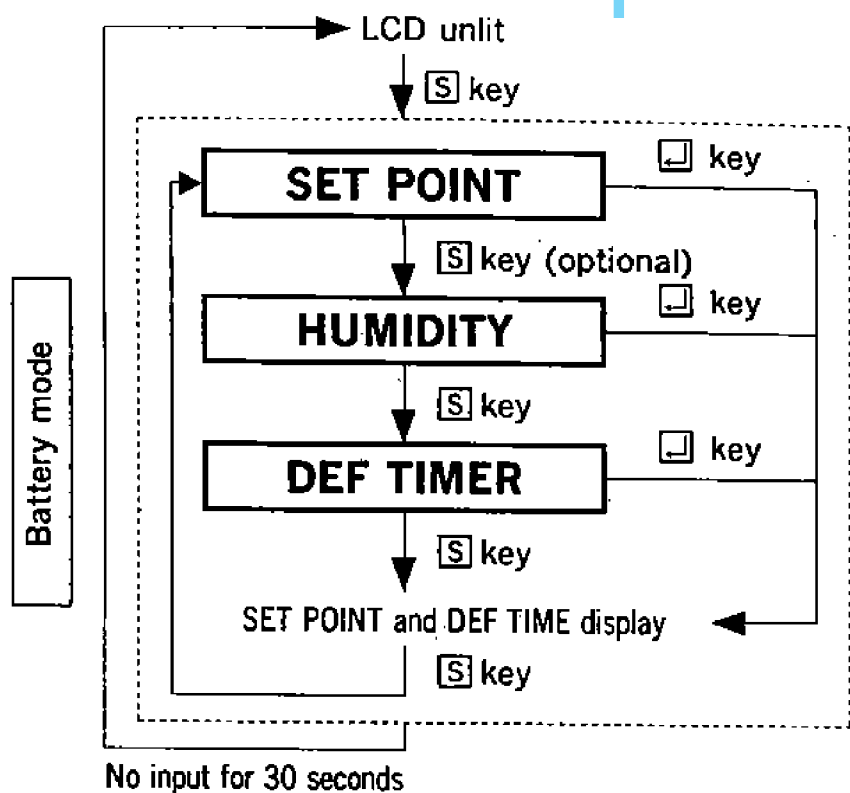 LCD unlit
S key
SET POINT
↵ key
S key (optional)
HUMIDITY
↵ key
S key
DEF TIMER
↵ key
S key
SET POINT and DEF TIME display
S key
No input for 30 seconds
Battery mode